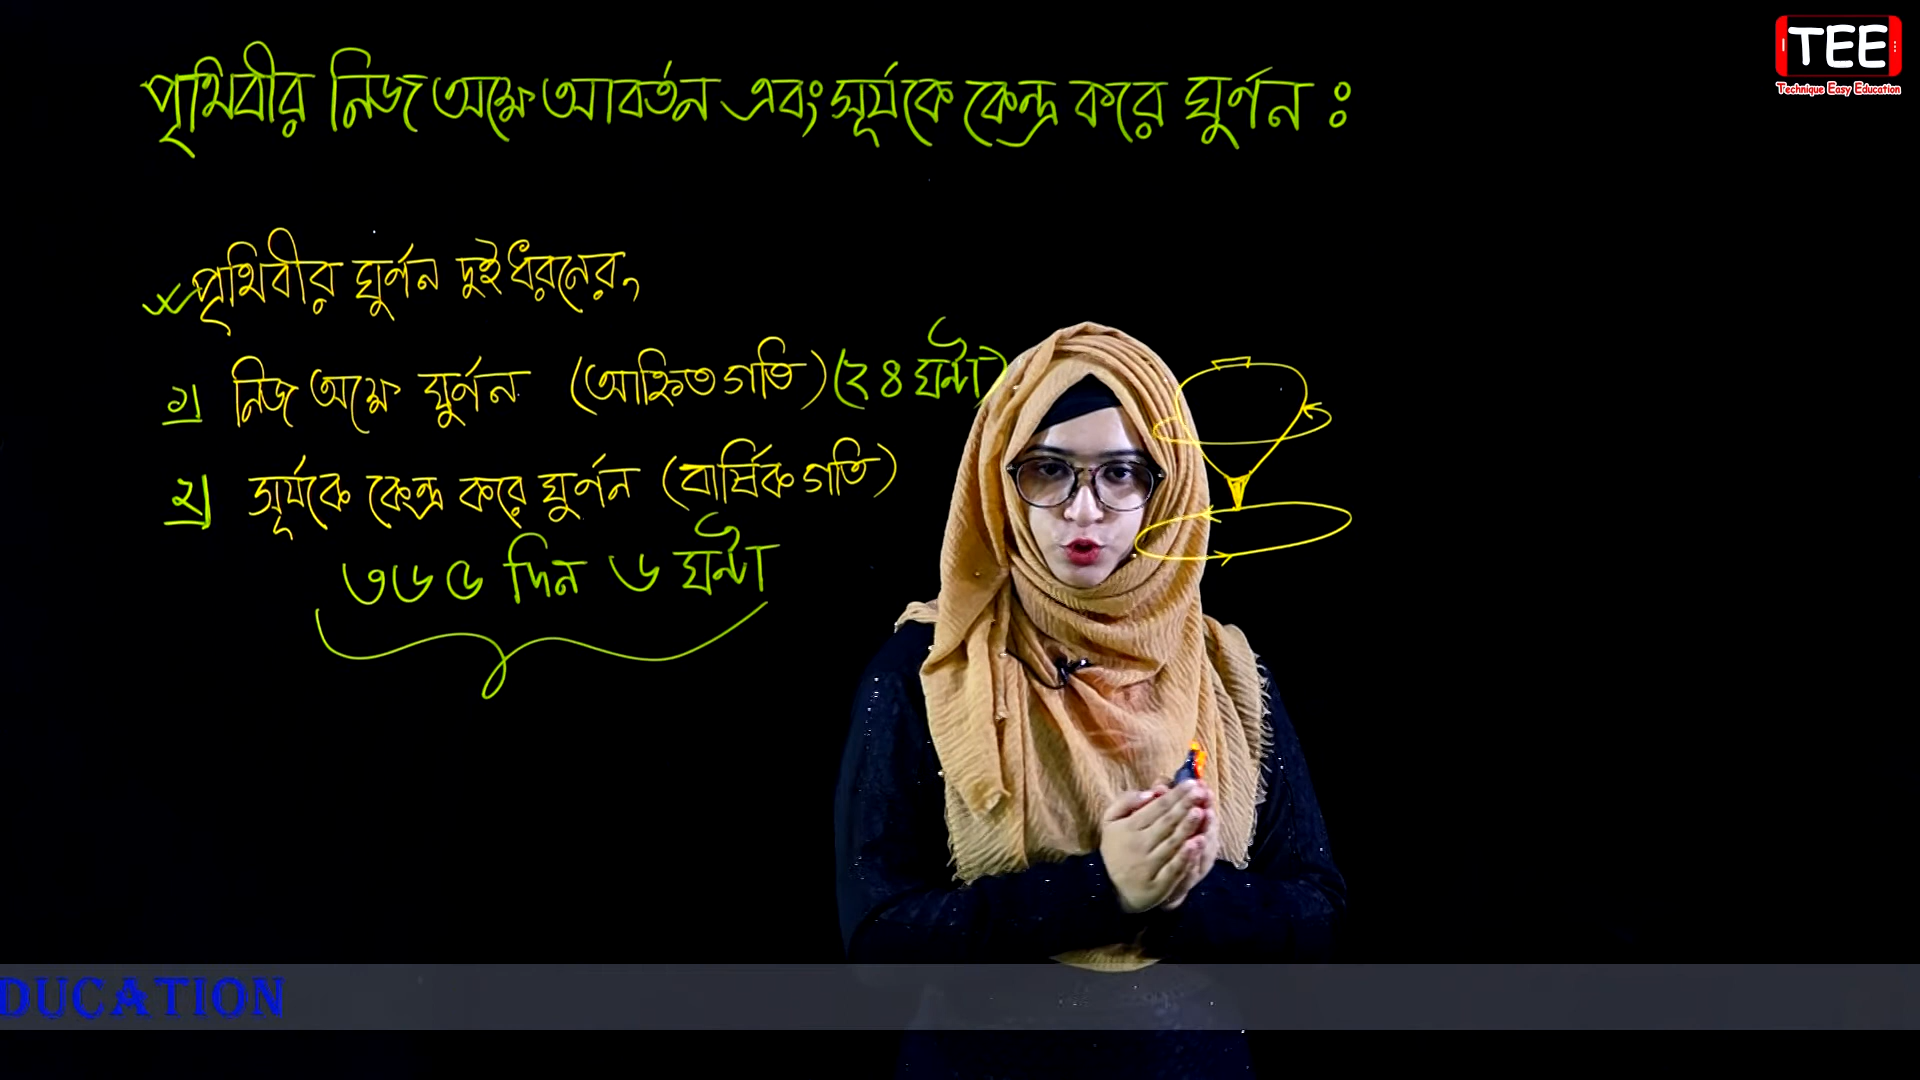 TEE
Technique Easy Education
পৃথিবীর নিজ অক্ষে আবর্তন এবং সূর্যকে কেন্দ্র করে ঘুর্ণন :
পৃথিবীর ঘুর্ণন দুই ধরনের,
১) নিজ অক্ষে ঘুর্ণন (আহ্নিত গতি) (২৪ ঘন্টা)
২) সূর্যকে কেন্দ্র করে ঘুর্ণন (বার্ষিক গতি)
৩৬৫ দিন ৬ ঘন্টা
DUCATION